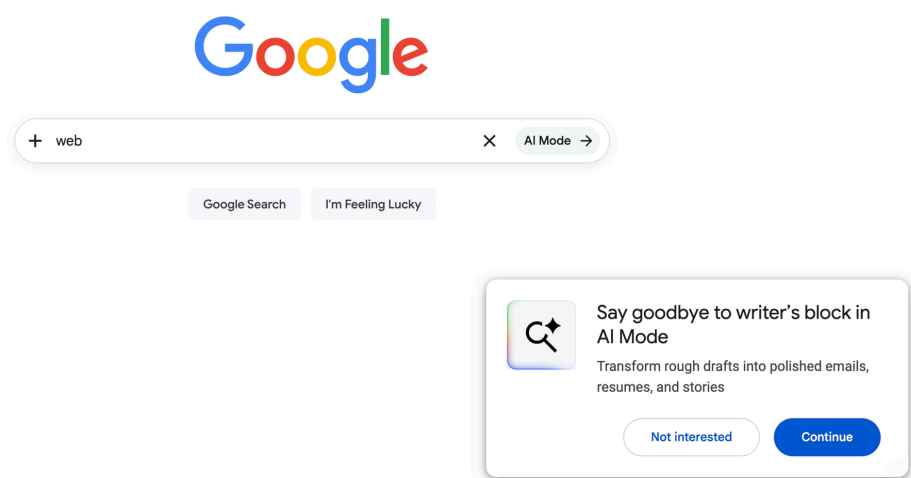 Google
web
AI Mode
Google Search
I'm Feeling Lucky
Say goodbye to writer's block in
AI Mode
Transform rough drafts into polished emails,
resumes, and stories
Not interested
Continue